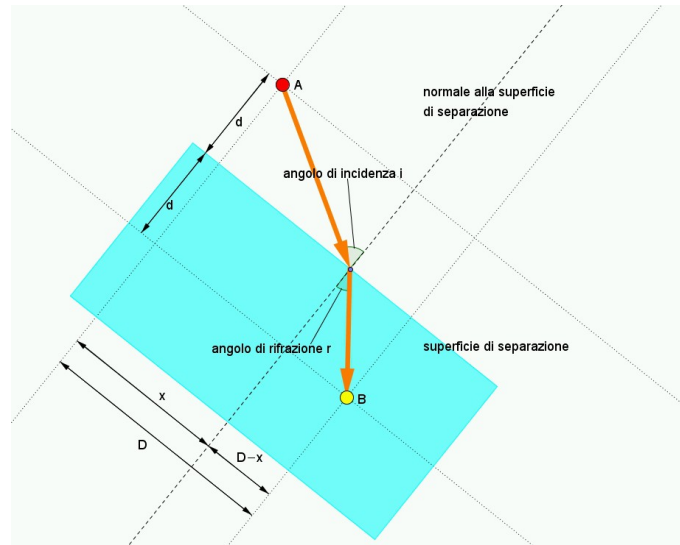 A
normale alla superficie
di separazione
d
angolo di incidenza i
d
angolo di rifrazione r
superficie di separazione
x
B
D
D-x